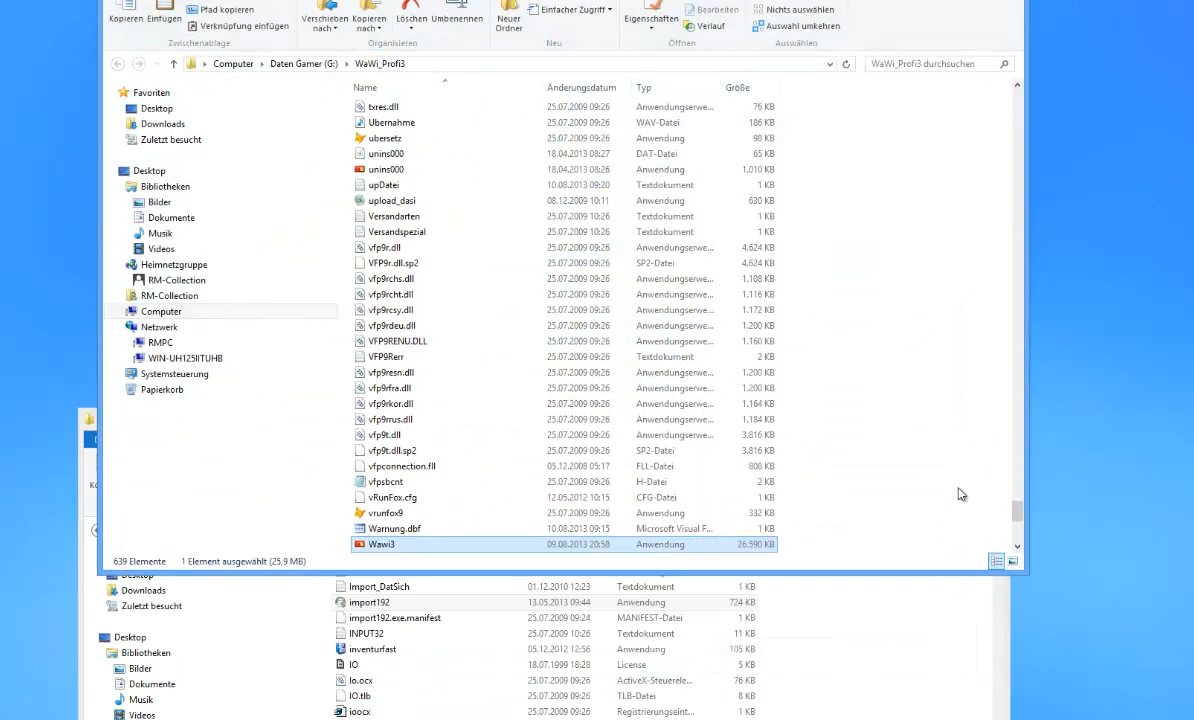 Kopieren Einfügen
Pfad kopieren
Verknüpfung einfügen
Zwischenablage
Verschieben nach
Kopieren nach
Löschen Umbenennen
Organisieren
Neuer Ordner
Einfacher Zugriff
Neu
Eigenschaften
Bearbeiten
Verlauf
Öffnen
Nichts auswählen
Auswahl umkehren
Auswählen
Computer Daten Gamer (G:) WaWi_Profi3
WaWi_Profi3 durchsuchen
Favoriten
Desktop
Downloads
Zuletzt besucht
Desktop
Bibliotheken
Bilder
Dokumente
Musik
Videos
Heimnetzgruppe
RM-Collection
RM-Collection
Computer
Netzwerk
RMPC
WIN-UH125IITUHB
Systemsteuerung
Papierkorb
Name Änderungsdatum Typ Größe
txres.dll 25.07.2009 09:26 Anwendungserwe... 76 KB
Ubernahme 25.07.2009 09:26 WAV-Datei 186 KB
ubersetz 25.07.2009 09:26 Anwendung 98 KB
unins000 18.04.2013 08:27 DAT-Datei 65 KB
unins000 18.04.2013 08:26 Anwendung 1.010 KB
upDatei 10.08.2013 09:20 Textdokument 1 KB
upload_dasi 08.12.2009 10:11 Anwendung 630 KB
Versandarten 25.07.2009 10:26 Textdokument 1 KB
Versandspezial 25.07.2009 10:26 Textdokument 1 KB
vfp9r.dll 25.07.2009 09:26 Anwendungserwe... 4.624 KB
VFP9r.dll.sp2 25.07.2009 09:26 SP2-Datei 4.624 KB
vfp9rchs.dll 25.07.2009 09:26 Anwendungserwe... 1.108 KB
vfp9rcht.dll 25.07.2009 09:26 Anwendungserwe... 1.116 KB
vfp9rcsy.dll 25.07.2009 09:26 Anwendungserwe... 1.172 KB
vfp9rdeu.dll 25.07.2009 09:26 Anwendungserwe... 1.200 KB
VFP9RENU.DLL 25.07.2009 09:26 Anwendungserwe... 1.160 KB
VFP9Rerr 25.07.2009 09:26 Textdokument 2 KB
vfp9resn.dll 25.07.2009 09:26 Anwendungserwe... 1.200 KB
vfp9rfra.dll 25.07.2009 09:26 Anwendungserwe... 1.200 KB
vfp9rkor.dll 25.07.2009 09:26 Anwendungserwe... 1.164 KB
vfp9rrus.dll 25.07.2009 09:26 Anwendungserwe... 1.184 KB
vfp9t.dll 25.07.2009 09:26 Anwendungserwe... 3.816 KB
vfp9t.dll.sp2 25.07.2009 09:26 SP2-Datei 3.816 KB
vfpconnection.fll 05.12.2008 05:17 FLL-Datei 808 KB
vfpsbcnt 25.07.2009 09:26 H-Datei 2 KB
vRunFox.cfg 12.05.2012 10:15 CFG-Datei 1 KB
vrunfox9 25.07.2009 09:26 Anwendung 332 KB
Warnung.dbf 10.08.2013 09:15 Microsoft Visual F... 1 KB
Wawi3 09.08.2013 20:58 Anwendung 26.590 KB
639 Elemente 1 Element ausgewählt (25,9 MB)
Downloads
Zuletzt besucht
Desktop
Bibliotheken
Bilder
Dokumente
Musik
Videos
Import_DatSich 01.12.2010 12:23 Textdokument 1 KB
import192 13.05.2013 09:44 Anwendung 724 KB
import192.exe.manifest 25.07.2009 09:24 MANIFEST-Datei 1 KB
INPUT32 25.07.2009 10:26 Textdokument 11 KB
inventurfast 05.12.2012 12:56 Anwendung 105 KB
IO 18.07.1999 18:28 License 5 KB
Io.ocx 25.07.2009 09:26 ActiveX-Steuerele... 76 KB
IO.tlb 25.07.2009 09:26 TLB-Datei 8 KB
ioocx 25.07.2009 09:26 Registrierungseint... 1 KB